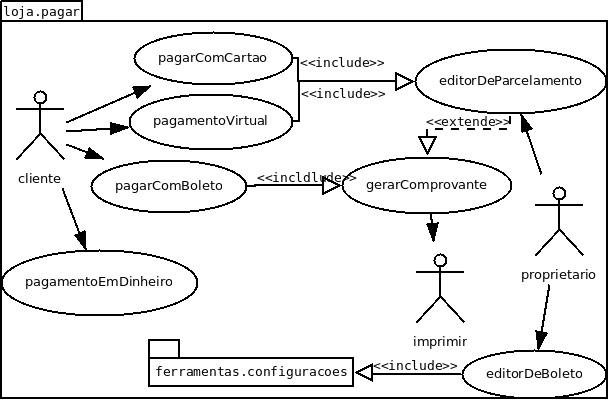 loja.pagar
pagarComCartao
<<include>>
editorDeParcelamento
<<include>>
pagamentoVirtual
<<extende>>
cliente
pagarComBoleto
<<incldlude>>
gerarComprovante
pagamentoEmDinheiro
proprietario
imprimir
ferramentas.configuracoes
<<include>>
editorDeBoleto